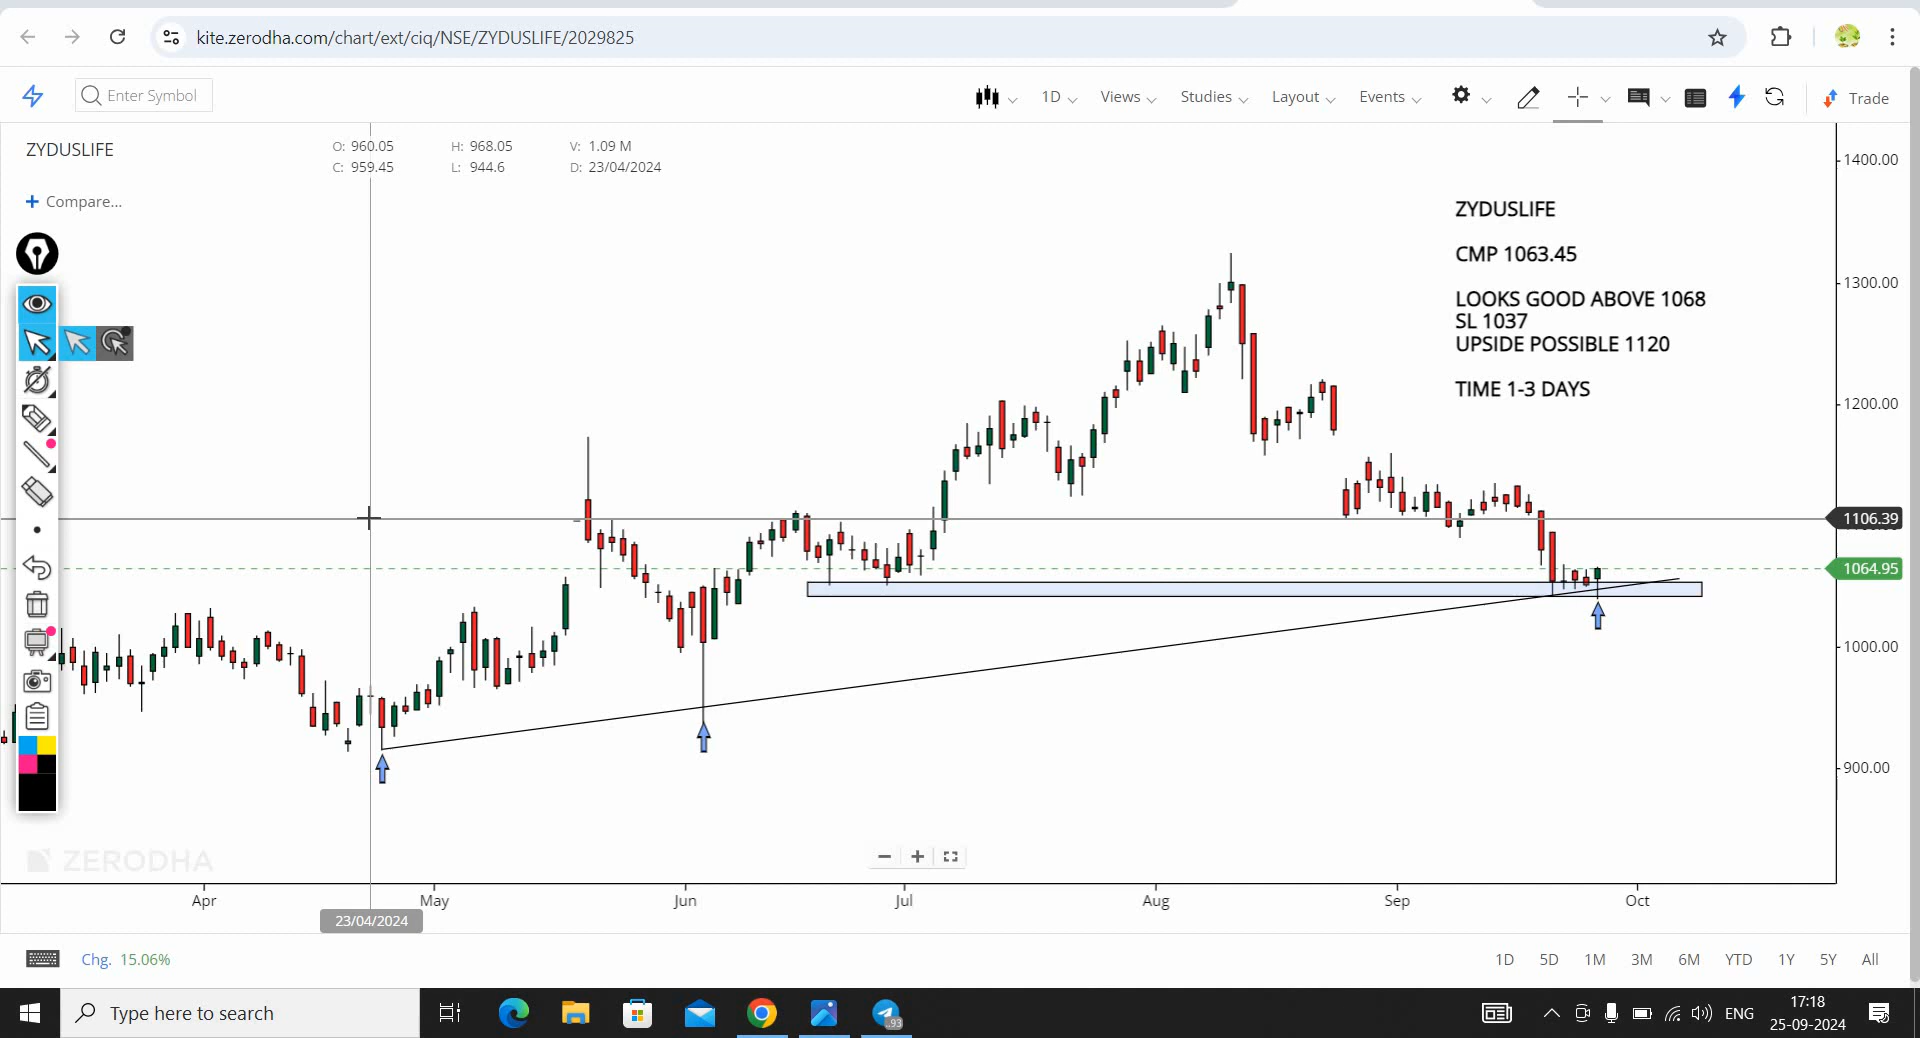 kite.zerodha.com/chart/ext/ciq/NSE/ZYDUSLIFE/2029825
Enter Symbol
1D
Views
Studies
Layout
Events
Trade
ZYDUSLIFE
O: 960.05 H: 968.05 V: 1.09 M
C: 959.45 L: 944.6 D: 23/04/2024
+ Compare...
1400.00
1300.00
1200.00
1106.39
1064.95
1000.00
900.00
ZYDUSLIFE
CMP 1063.45
LOOKS GOOD ABOVE 1068
SL 1037
UPSIDE POSSIBLE 1120
TIME 1-3 DAYS
ZERODHA
Apr May Jun Jul Aug Sep Oct
23/04/2024
Chg. 15.06%
1D 5D 1M 3M 6M YTD 1Y 5Y All
Type here to search
93
ENG
17:18
25-09-2024